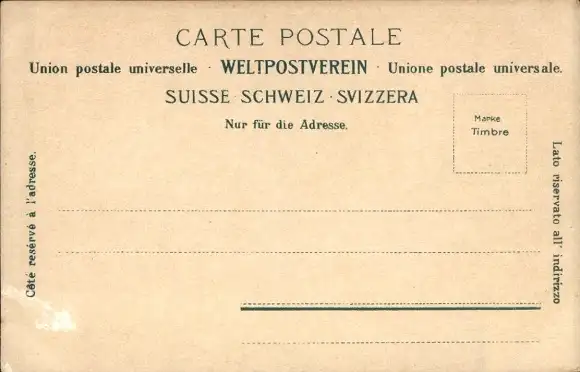 CARTE POSTALE
Union postale universelle · WELTPOSTVEREIN · Unione postale universale.
SUISSE · SCHWEIZ · SVIZZERA
Nur für die Adresse.
Marke
Timbre
Côté resérvé à l'adresse.
Lato riservato all' indirizzo